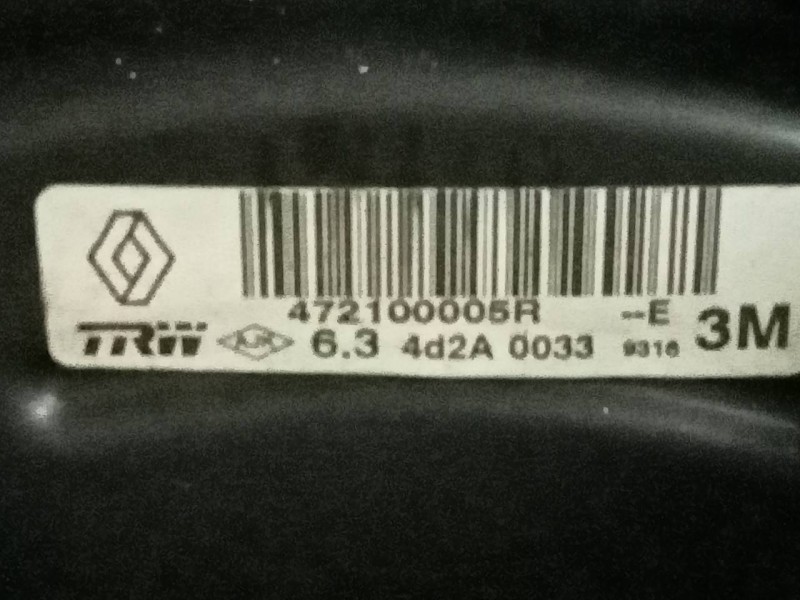 472100005R --E
TRW 6.3 4d2A 0033 9316 3M